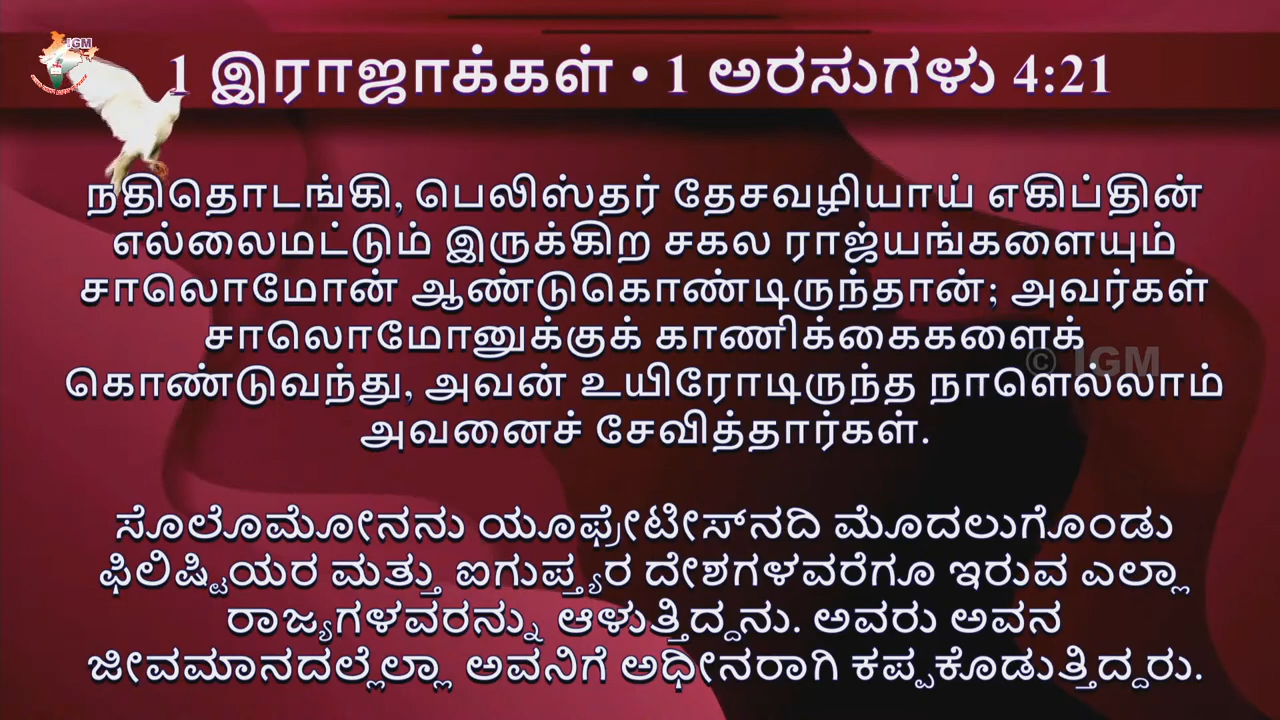 IGM
1 இராஜாக்கள் • 1 ಅರಸುಗಳು 4:21
நதிதொடங்கி, பெலிஸ்தர் தேசவழியாய் எகிப்தின்
எல்லைமட்டும் இருக்கிற சகல ராஜ்யங்களையும்
சாலொமோன் ஆண்டுகொண்டிருந்தான்; அவர்கள்
சாலொமோனுக்குக் காணிக்கைகளைக்
கொண்டுவந்து, அவன் உயிரோடிருந்த நாளெல்லாம்
அவனைச் சேவித்தார்கள்.
© IGM
ಸೊಲೊಮೋನನು ಯೂಫ್ರೇಟೀಸ್‌ನದಿ ಮೊದಲುಗೊಂಡು
ಫಿಲಿಷ್ಟಿಯರ ಮತ್ತು ಐಗುಪ್ತ್ಯರ ದೇಶಗಳವರೆಗೂ ಇರುವ ಎಲ್ಲಾ
ರಾಜ್ಯಗಳವರನ್ನು ಆಳುತ್ತಿದ್ದನು. ಅವರು ಅವನ
ಜೀವಮಾನದಲ್ಲೆಲ್ಲಾ ಅವನಿಗೆ ಅಧೀನರಾಗಿ ಕಪ್ಪಕೊಡುತ್ತಿದ್ದರು.